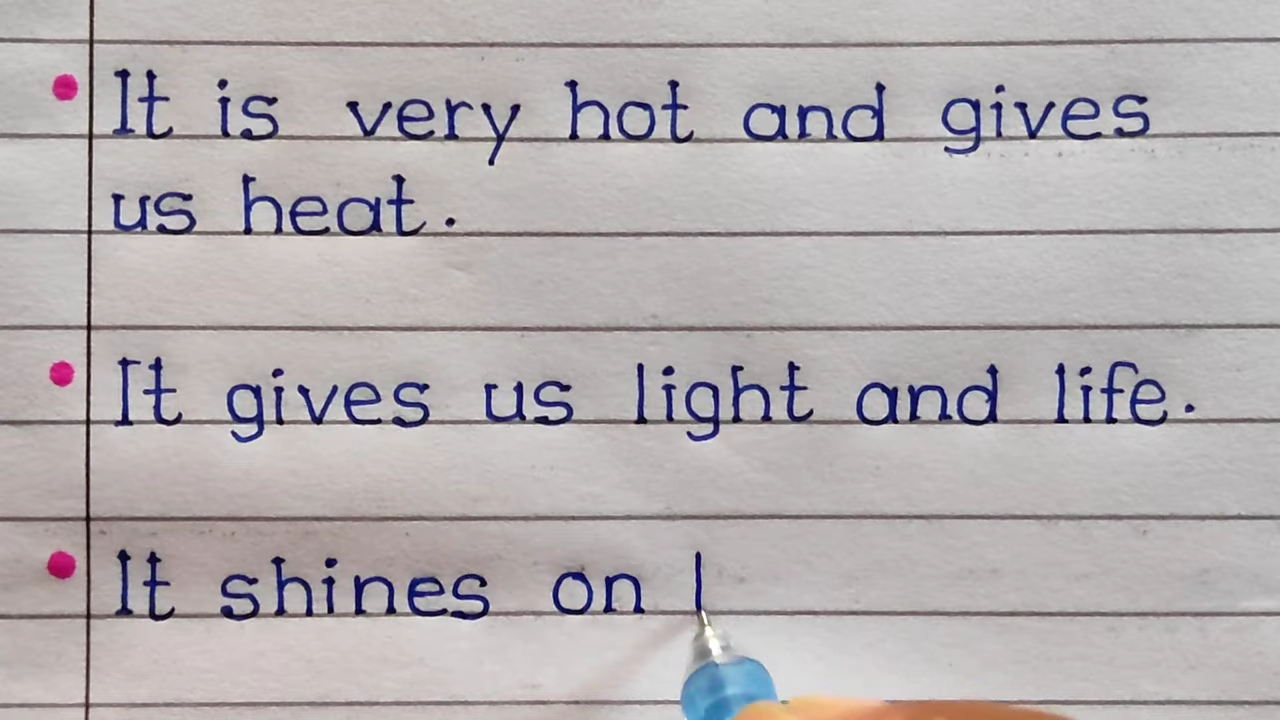 It is very hot and gives
us heat.
It gives us light and life.
It shines on